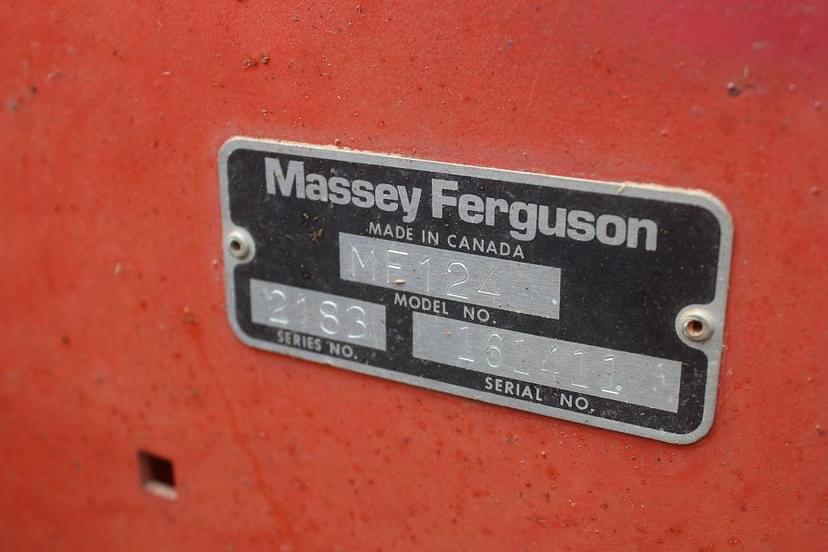 Massey Ferguson
MADE IN CANADA
MF124
MODEL NO.
2183
SERIES NO.
161411
SERIAL NO.